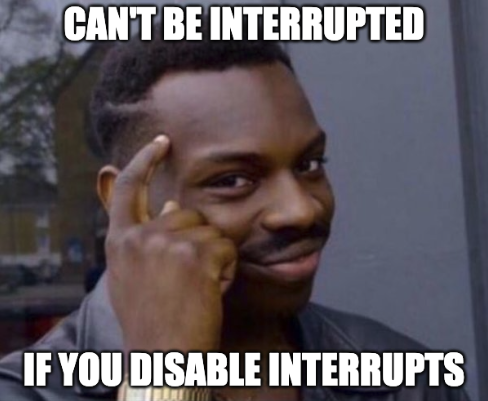 CAN'T BE INTERRUPTED
IF YOU DISABLE INTERRUPTS